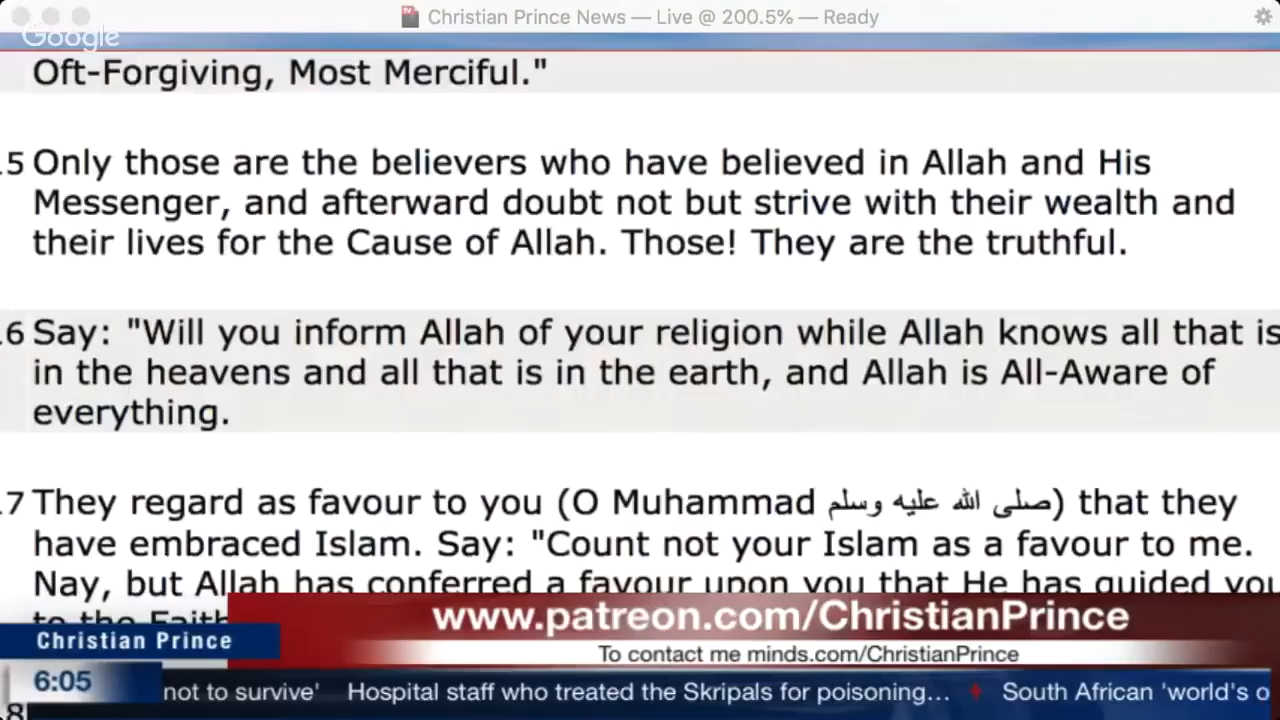 Christian Prince News — Live @ 200.5% — Ready
Google
Oft-Forgiving, Most Merciful."
.5 Only those are the believers who have believed in Allah and His
Messenger, and afterward doubt not but strive with their wealth and
their lives for the Cause of Allah. Those! They are the truthful.
.6 Say: "Will you inform Allah of your religion while Allah knows all that is
in the heavens and all that is in the earth, and Allah is All-Aware of
everything.
.7 They regard as favour to you (O Muhammad صلى الله عليه وسلم) that they
have embraced Islam. Say: "Count not your Islam as a favour to me.
Nay, but Allah has conferred a favour upon you that He has guided you
to the Faith
www.patreon.com/ChristianPrince
Christian Prince
To contact me minds.com/ChristianPrince
6:05
not to survive' Hospital staff who treated the Skripals for poisoning... South African 'world's o
8